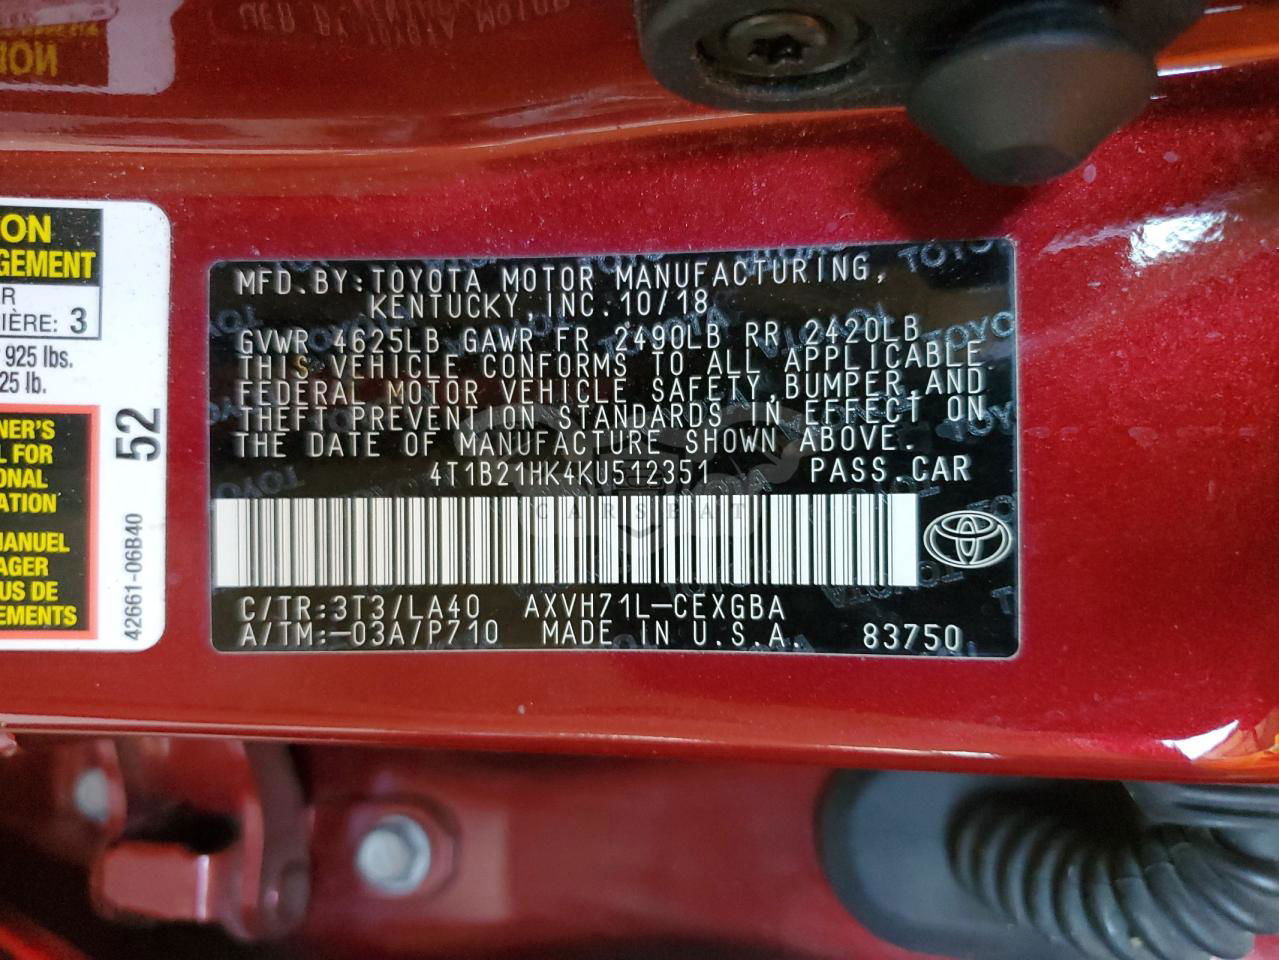 ON
GEMENT
R
IÈRE: 3
925 lbs.
25 lb.
NER'S
L FOR
ONAL
ATION
MANUEL
AGER
US DE
EMENTS
52
42661-06B40
MFD.BY:TOYOTA MOTOR MANUFACTURING,
KENTUCKY,INC.10/18
GVWR 4625LB GAWR FR 2490LB RR 2420LB
THIS VEHICLE CONFORMS TO ALL APPLICABLE
FEDERAL MOTOR VEHICLE SAFETY,BUMPER,AND
THEFT PREVENTION STANDARDS IN EFFECT ON
THE DATE OF MANUFACTURE SHOWN ABOVE.
4T1B21HK4KU512351 PASS CAR
CARSBAT
C/TR:3T3/LA40 AXVH71L-CEXGBA
A/TM:-03A/P710 MADE IN U.S.A. 83750